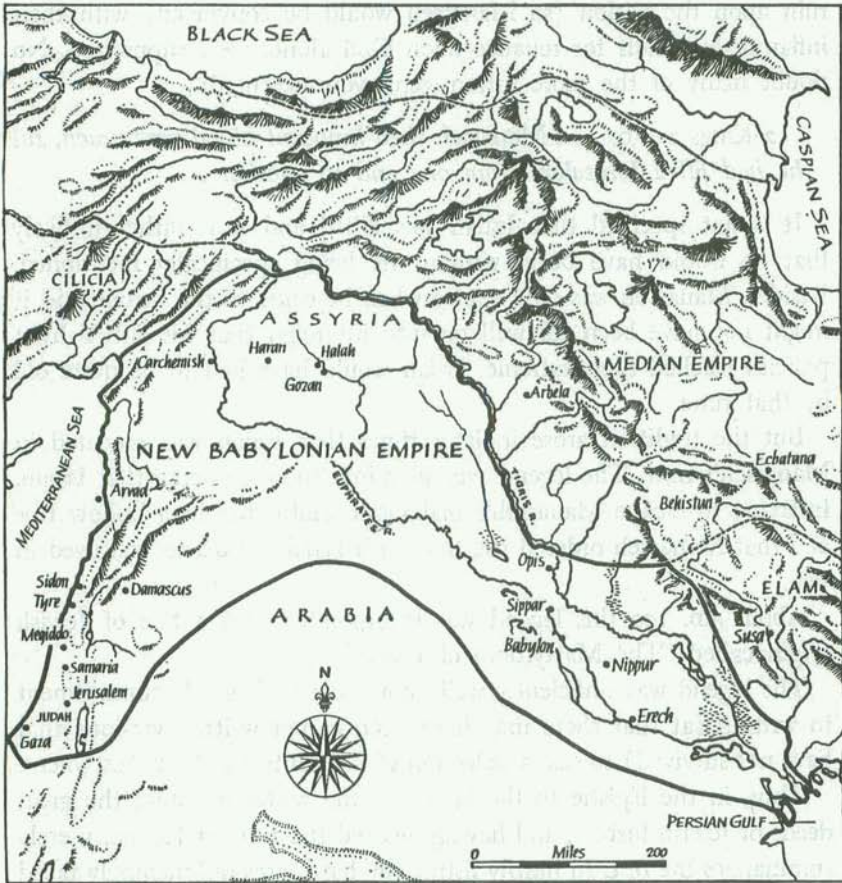 BLACK SEA
CASPIAN SEA
CILICIA
ASSYRIA
Carchemish
Haran
Halah
Gozan
MEDIAN EMPIRE
Arbela
MEDITERRANEAN SEA
NEW BABYLONIAN EMPIRE
Ecbatana
Arvad
EUPHRATES R.
TIGRIS R.
Bekistun
Opis
Sidon
Tyre
Damascus
ELAM
Megiddo
ARABIA
Sippar
Susa
Samaria
Babylon
Nippur
Jerusalem
N
JUDAH
Erech
Gaza
PERSIAN GULF
0 Miles 200